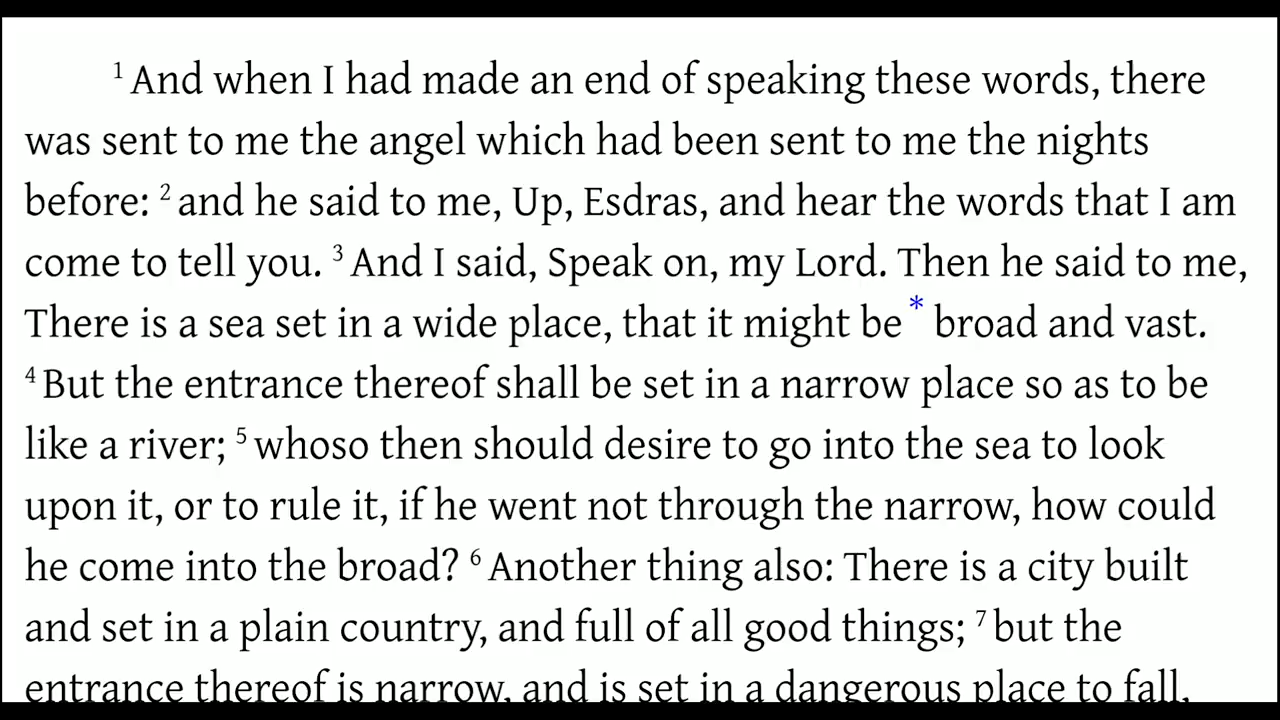 1 And when I had made an end of speaking these words, there
was sent to me the angel which had been sent to me the nights
before: 2 and he said to me, Up, Esdras, and hear the words that I am
come to tell you. 3 And I said, Speak on, my Lord. Then he said to me,
There is a sea set in a wide place, that it might be * broad and vast.
4 But the entrance thereof shall be set in a narrow place so as to be
like a river; 5 whoso then should desire to go into the sea to look
upon it, or to rule it, if he went not through the narrow, how could
he come into the broad? 6 Another thing also: There is a city built
and set in a plain country, and full of all good things; 7 but the
entrance thereof is narrow, and is set in a dangerous place to fall,